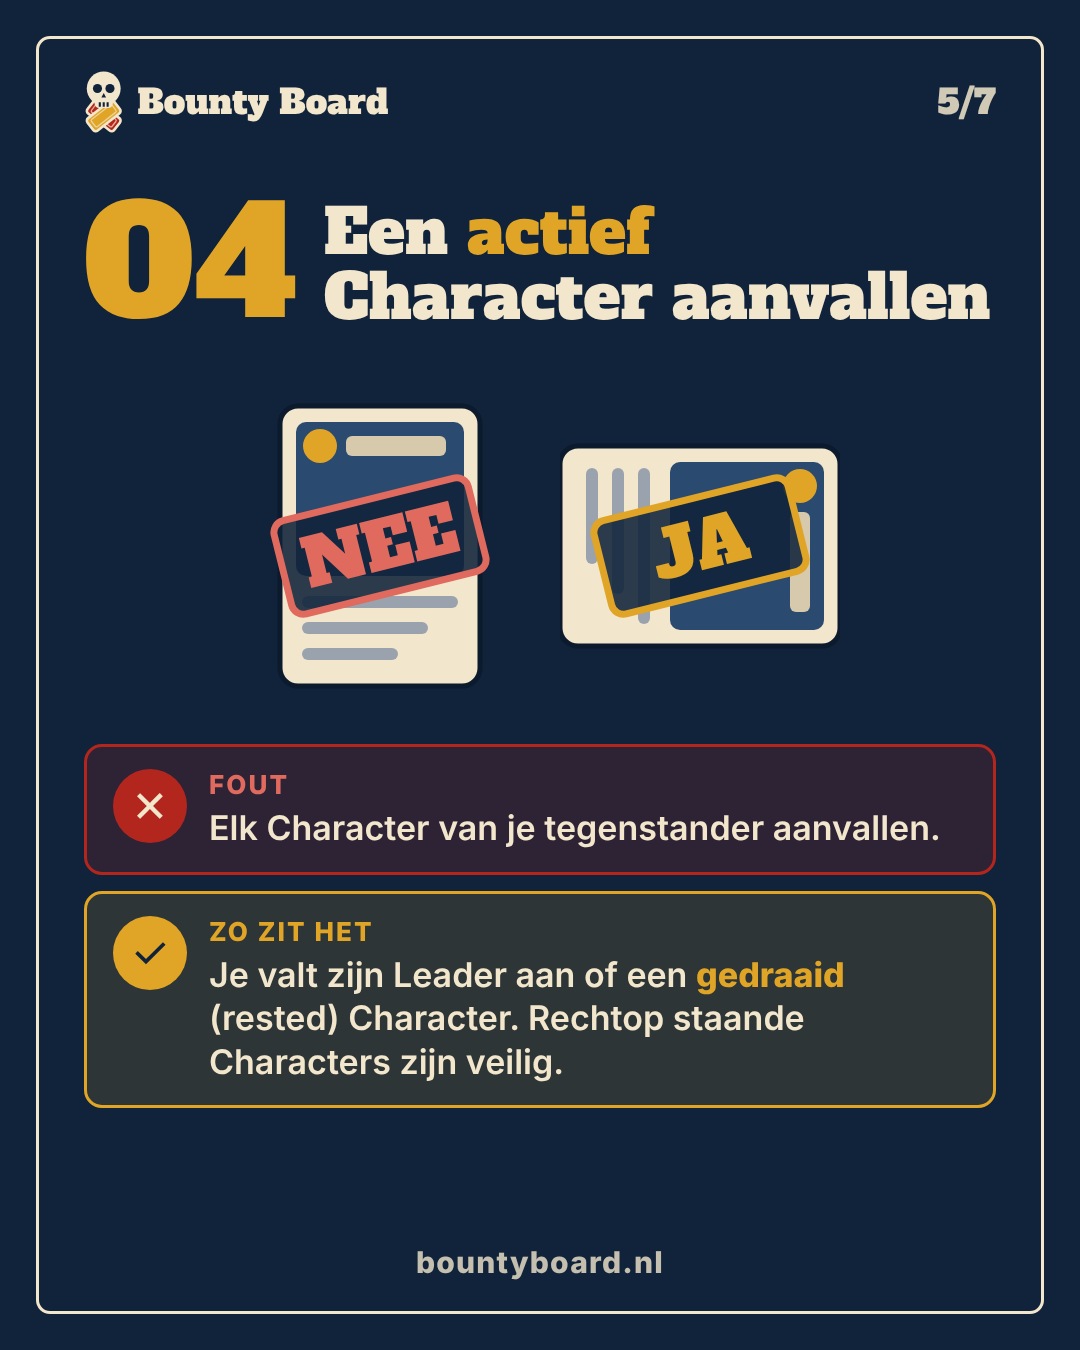 Bounty Board
5/7
04
Een actief
Character aanvallen
NEE
JA
FOUT
Elk Character van je tegenstander aanvallen.
ZO ZIT HET
Je valt zijn Leader aan of een gedraaid
(rested) Character. Rechtop staande
Characters zijn veilig.
bountyboard.nl